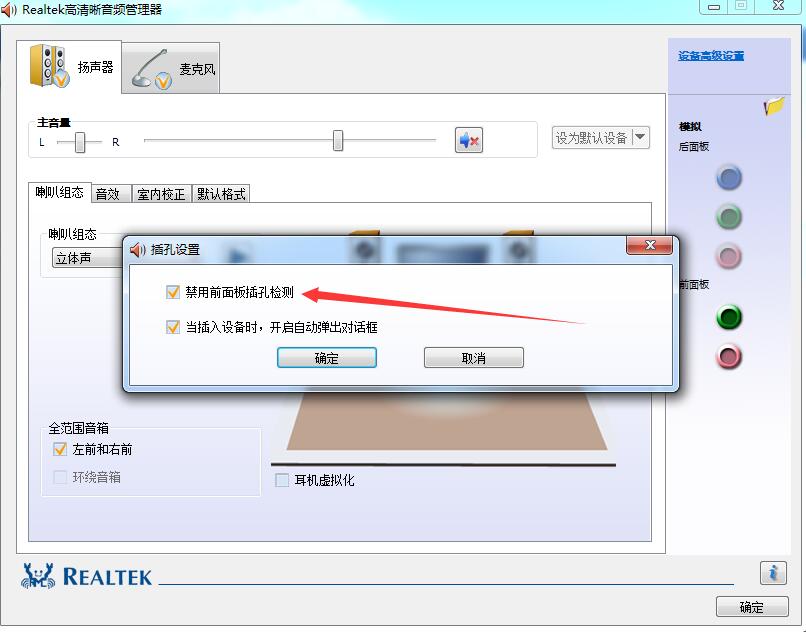 Realtek高清晰音频管理器
扬声器
麦克风
设备高级设置
主音量
L
R
设为默认设备
模拟
后面板
喇叭组态
音效
室内校正
默认格式
喇叭组态
立体声
插孔设置
禁用前面板插孔检测
当插入设备时，开启自动弹出对话框
确定
取消
前面板
全范围音箱
左前和右前
环绕音箱
耳机虚拟化
REALTEK
i
确定